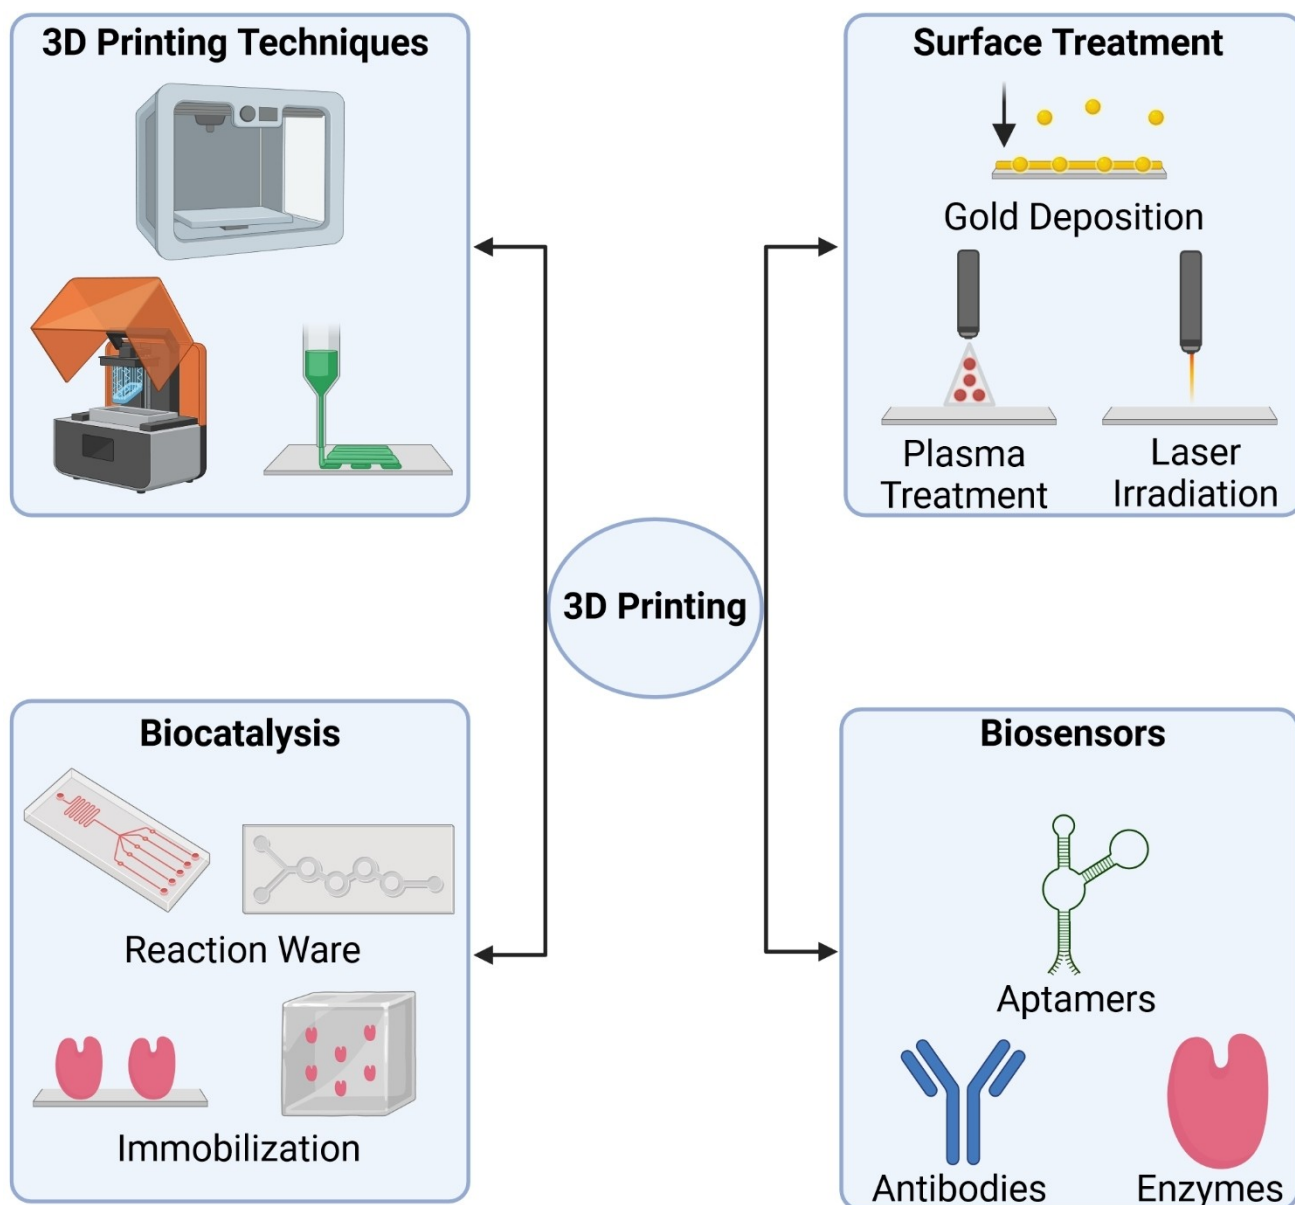 3D Printing Techniques
Surface Treatment
Gold Deposition
Plasma
Treatment
Laser
Irradiation
3D Printing
Biocatalysis
Reaction Ware
Immobilization
Biosensors
Aptamers
Antibodies
Enzymes